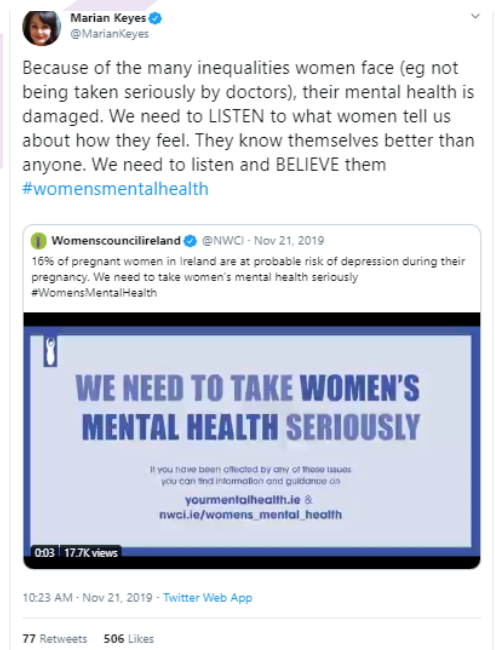 Marian Keyes
@MarianKeyes
Because of the many inequalities women face (eg not
being taken seriously by doctors), their mental health is
damaged. We need to LISTEN to what women tell us
about how they feel. They know themselves better than
anyone. We need to listen and BELIEVE them
#womensmentalhealth
Womenscouncilireland @NWCI · Nov 21, 2019
16% of pregnant women in Ireland are at probable risk of depression during their
pregnancy. We need to take women's mental health seriously
#WomensMentalHealth
WE NEED TO TAKE WOMEN'S
MENTAL HEALTH SERIOUSLY
If you have been affected by any of these issues
you can find information and guidance on
yourmentalhealth.ie &
nwci.ie/womens_mental_health
0:03 17.7K views
10:23 AM · Nov 21, 2019 · Twitter Web App
77 Retweets 506 Likes